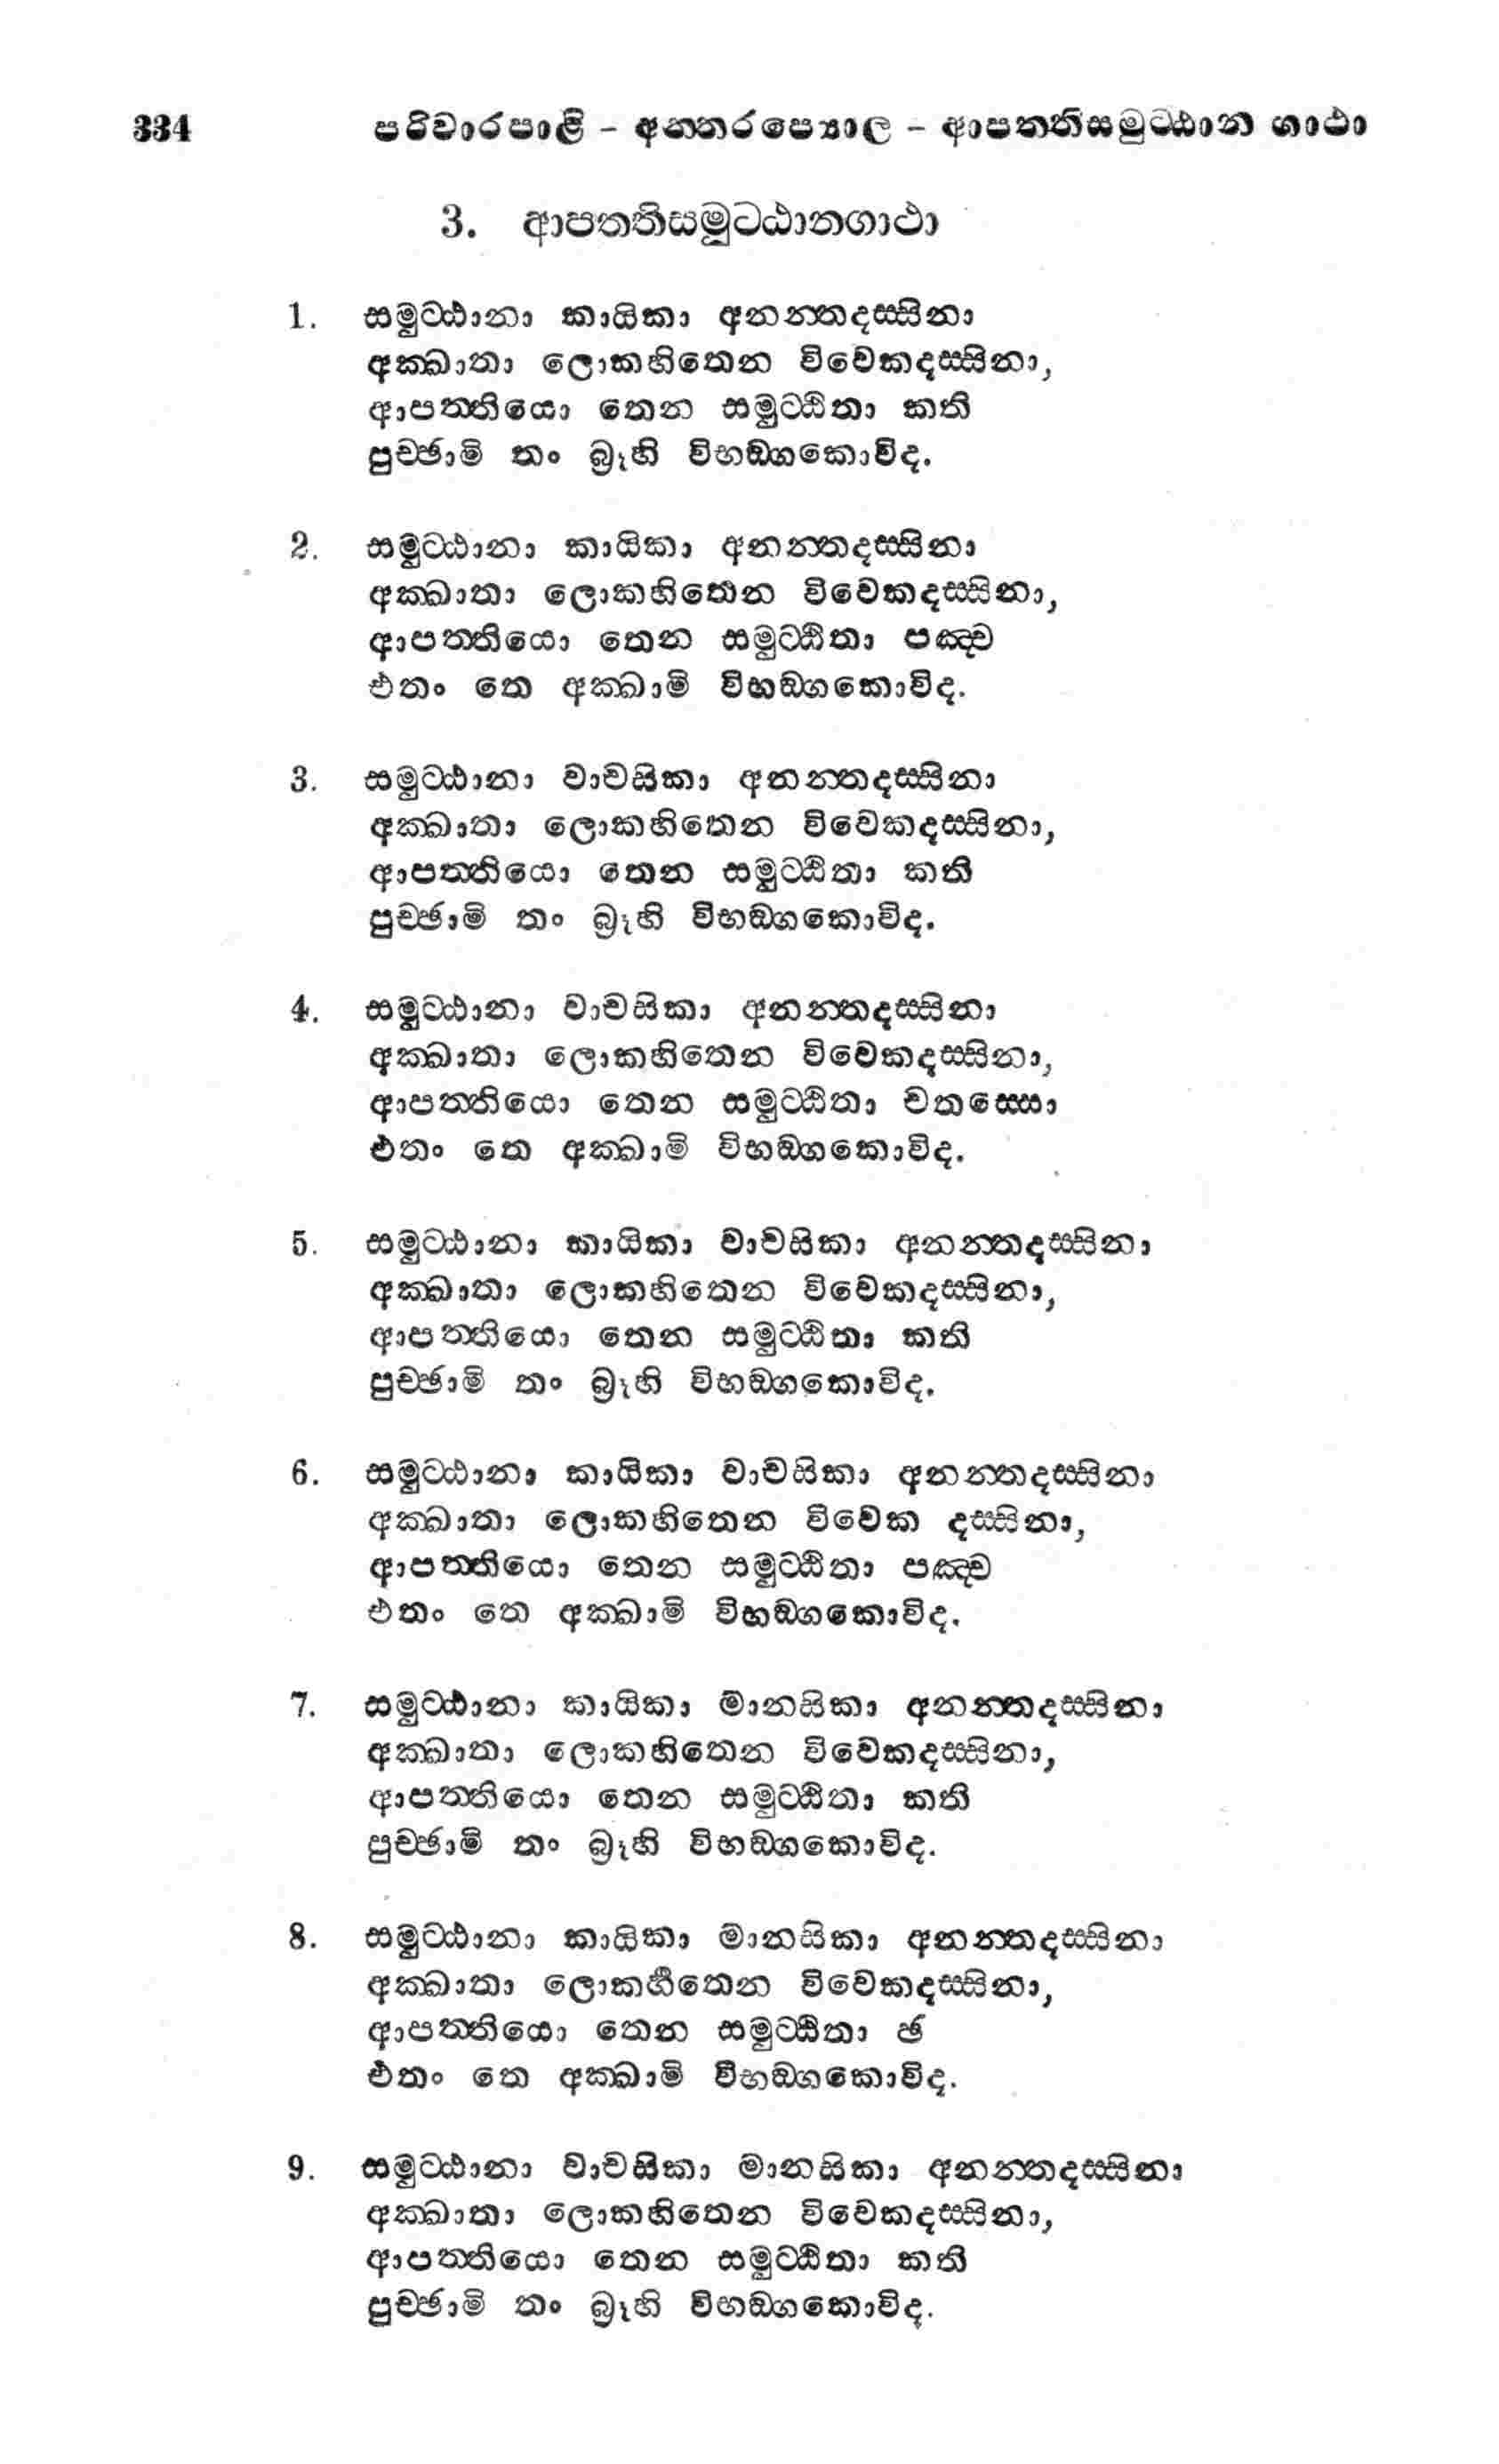 334 පරිවාරපාළි - අන්තරපෙය්‍යාල - ආපත්තිසමුට්ඨාන ගාථා
3. ආපත්තිසමුට්ඨානගාථා
1. සමුට්ඨානා කායිකා අනන්තදස්සිනා
අක්ඛාතා ලොකහිතෙන විවෙකදස්සිනා,
ආපත්තියො තෙන සමුට්ඨිතා කති
පුච්ඡාමි තං බ්‍රූහි විභඞ්ගකොවිද.
2. සමුට්ඨානා කායිකා අනන්තදස්සිනා
අක්ඛාතා ලොකහිතෙන විවෙකදස්සිනා,
ආපත්තියො තෙන සමුට්ඨිතා පඤ්ච
එතං තෙ අක්ඛාමි විභඞ්ගකොවිද.
3. සමුට්ඨානා වාචසිකා අනන්තදස්සිනා
අක්ඛාතා ලොකහිතෙන විවෙකදස්සිනා,
ආපත්තියො තෙන සමුට්ඨිතා කති
පුච්ඡාමි තං බ්‍රූහි විභඞ්ගකොවිද.
4. සමුට්ඨානා වාචසිකා අනන්තදස්සිනා
අක්ඛාතා ලොකහිතෙන විවෙකදස්සිනා,
ආපත්තියො තෙන සමුට්ඨිතා චතස්සො
එතං තෙ අක්ඛාමි විභඞ්ගකොවිද.
5. සමුට්ඨානා කායිකා වාචසිකා අනන්තදස්සිනා
අක්ඛාතා ලොකහිතෙන විවෙකදස්සිනා,
ආපත්තියො තෙන සමුට්ඨිතා කති
පුච්ඡාමි තං බ්‍රූහි විභඞ්ගකොවිද.
6. සමුට්ඨානා කායිකා වාචසිකා අනන්තදස්සිනා
අක්ඛාතා ලොකහිතෙන විවෙක දස්සිනා,
ආපත්තියො තෙන සමුට්ඨිතා පඤ්ච
එතං තෙ අක්ඛාමි විභඞ්ගකොවිද.
7. සමුට්ඨානා කායිකා මානසිකා අනන්තදස්සිනා
අක්ඛාතා ලොකහිතෙන විවෙකදස්සිනා,
ආපත්තියො තෙන සමුට්ඨිතා කති
පුච්ඡාමි තං බ්‍රූහි විභඞ්ගකොවිද.
8. සමුට්ඨානා කායිකා මානසිකා අනන්තදස්සිනා
අක්ඛාතා ලොකහිතෙන විවෙකදස්සිනා,
ආපත්තියො තෙන සමුට්ඨිතා ඡ
එතං තෙ අක්ඛාමි විභඞ්ගකොවිද.
9. සමුට්ඨානා වාචසිකා මානසිකා අනන්තදස්සිනා
අක්ඛාතා ලොකහිතෙන විවෙකදස්සිනා,
ආපත්තියො තෙන සමුට්ඨිතා කති
පුච්ඡාමි තං බ්‍රූහි විභඞ්ගකොවිද.